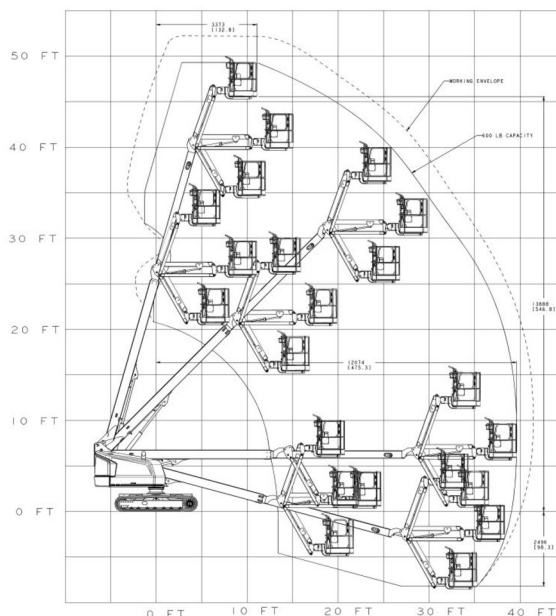 3373
[132.8]
50 FT
WORKING ENVELOPE
600 LB CAPACITY
40 FT
30 FT
13888
[546.8]
20 FT
12074
[475.3]
10 FT
0 FT
2496
[98.3]
0 FT
10 FT
20 FT
30 FT
40 FT